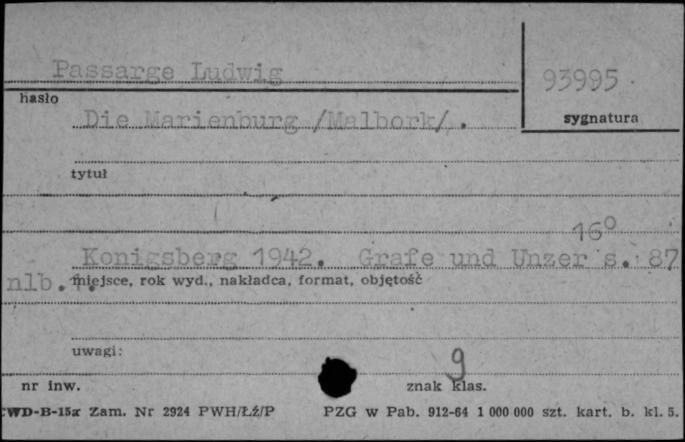 Passarge Ludwig
93995
hasło
Die Marienburg /Malbork/.
sygnatura
tytuł
16⁰
Konigsberg 1942. Grafe und Unzer s. 87
nlb. 1.
miejsce, rok wyd., nakładca, format, objętość
uwagi:
9
nr inw.
znak klas.
WD-B-15a Zam. Nr 2924 PWH/ŁŹ/P PZG w Pab. 912-64 1 000 000 szt. kart. b. kl. 5.